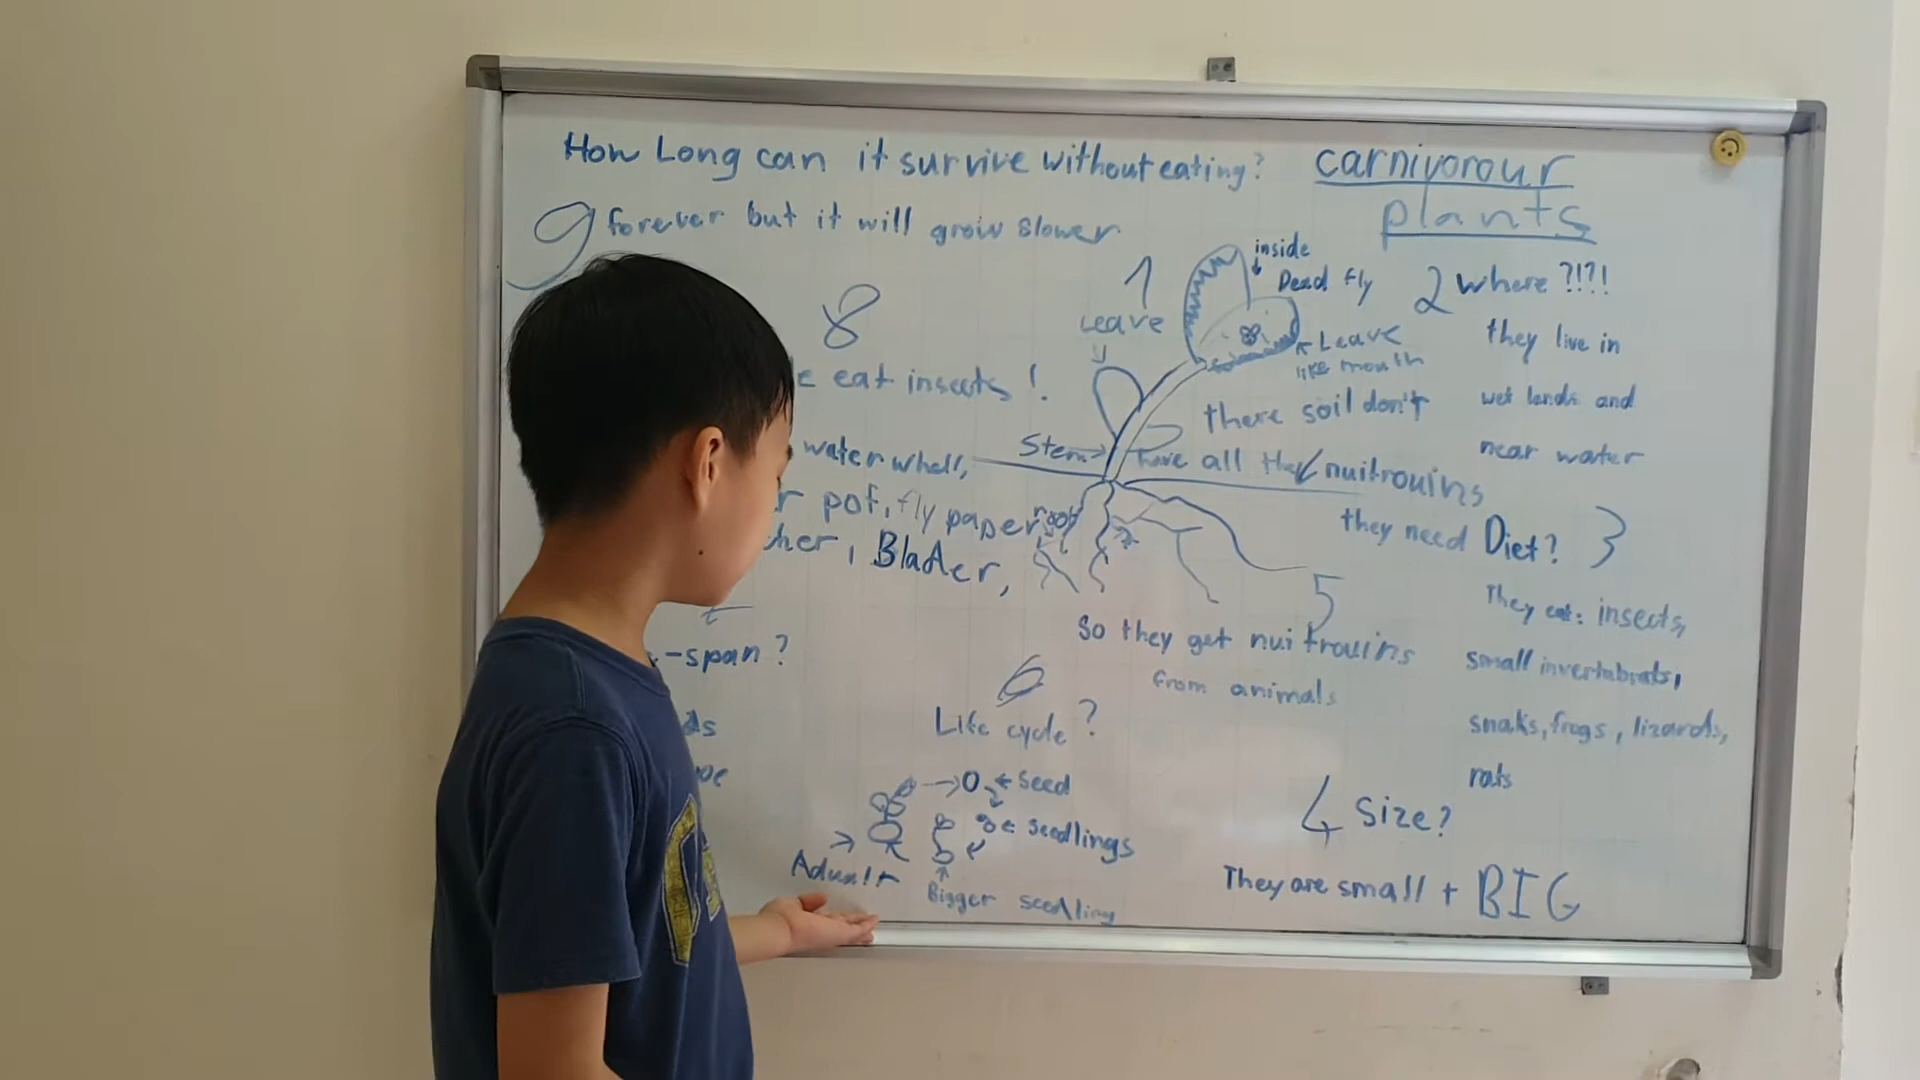 How Long can it survive without eating?
carnivorour
plants
9 forever but it will grow slower
1
inside
Dead fly
Leave
Leave
like mouth
2 where ?!?!
they live in
wet lands and
near water
8
eat insects !
Stem
root
there soil don't
have all the nuitrouins
they need
water whell,
pot, fly paper
cher, Bladder,
Diet? 3
They eat: insects,
small invertabrats,
snaks, frogs, lizards,
rats
5
So they get nuitrouins
from animals
-span?
6
Life cycle?
Seed
Seedlings
Bigger seedling
Adualt
4 size?
They are small + BIG